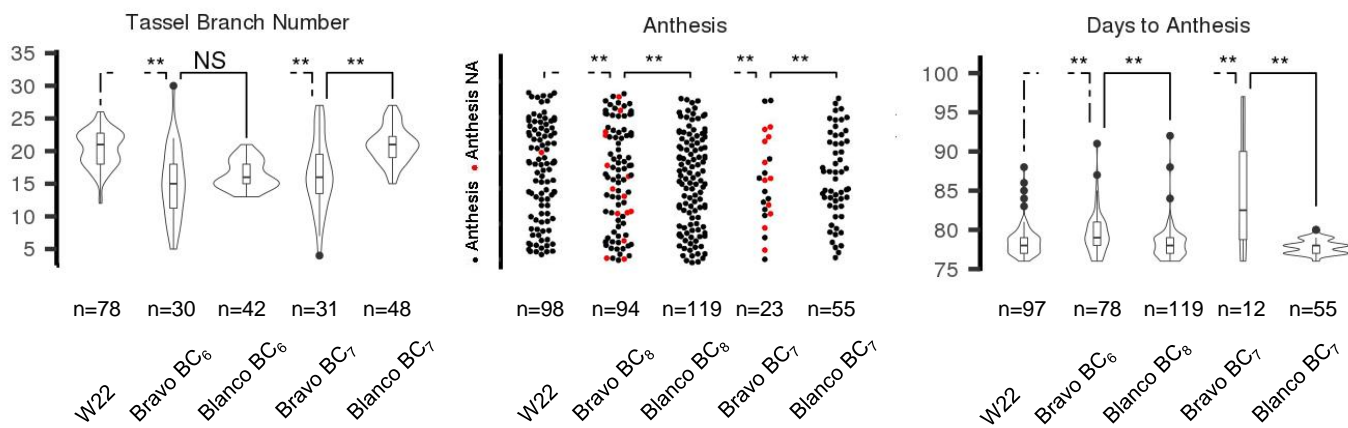 Tassel Branch Number
35
30
25
20
15
10
5
** NS ** **
n=78 n=30 n=42 n=31 n=48
W22 Bravo BC₆ Blanco BC₆ Bravo BC₇ Blanco BC₇
Anthesis
Anthesis Anthesis NA
** ** ** **
n=98 n=94 n=119 n=23 n=55
W22 Bravo BC₈ Blanco BC₈ Bravo BC₇ Blanco BC₇
Days to Anthesis
100
95
90
85
80
75
** ** ** **
n=97 n=78 n=119 n=12 n=55
W22 Bravo BC₆ Blanco BC₈ Bravo BC₇ Blanco BC₇